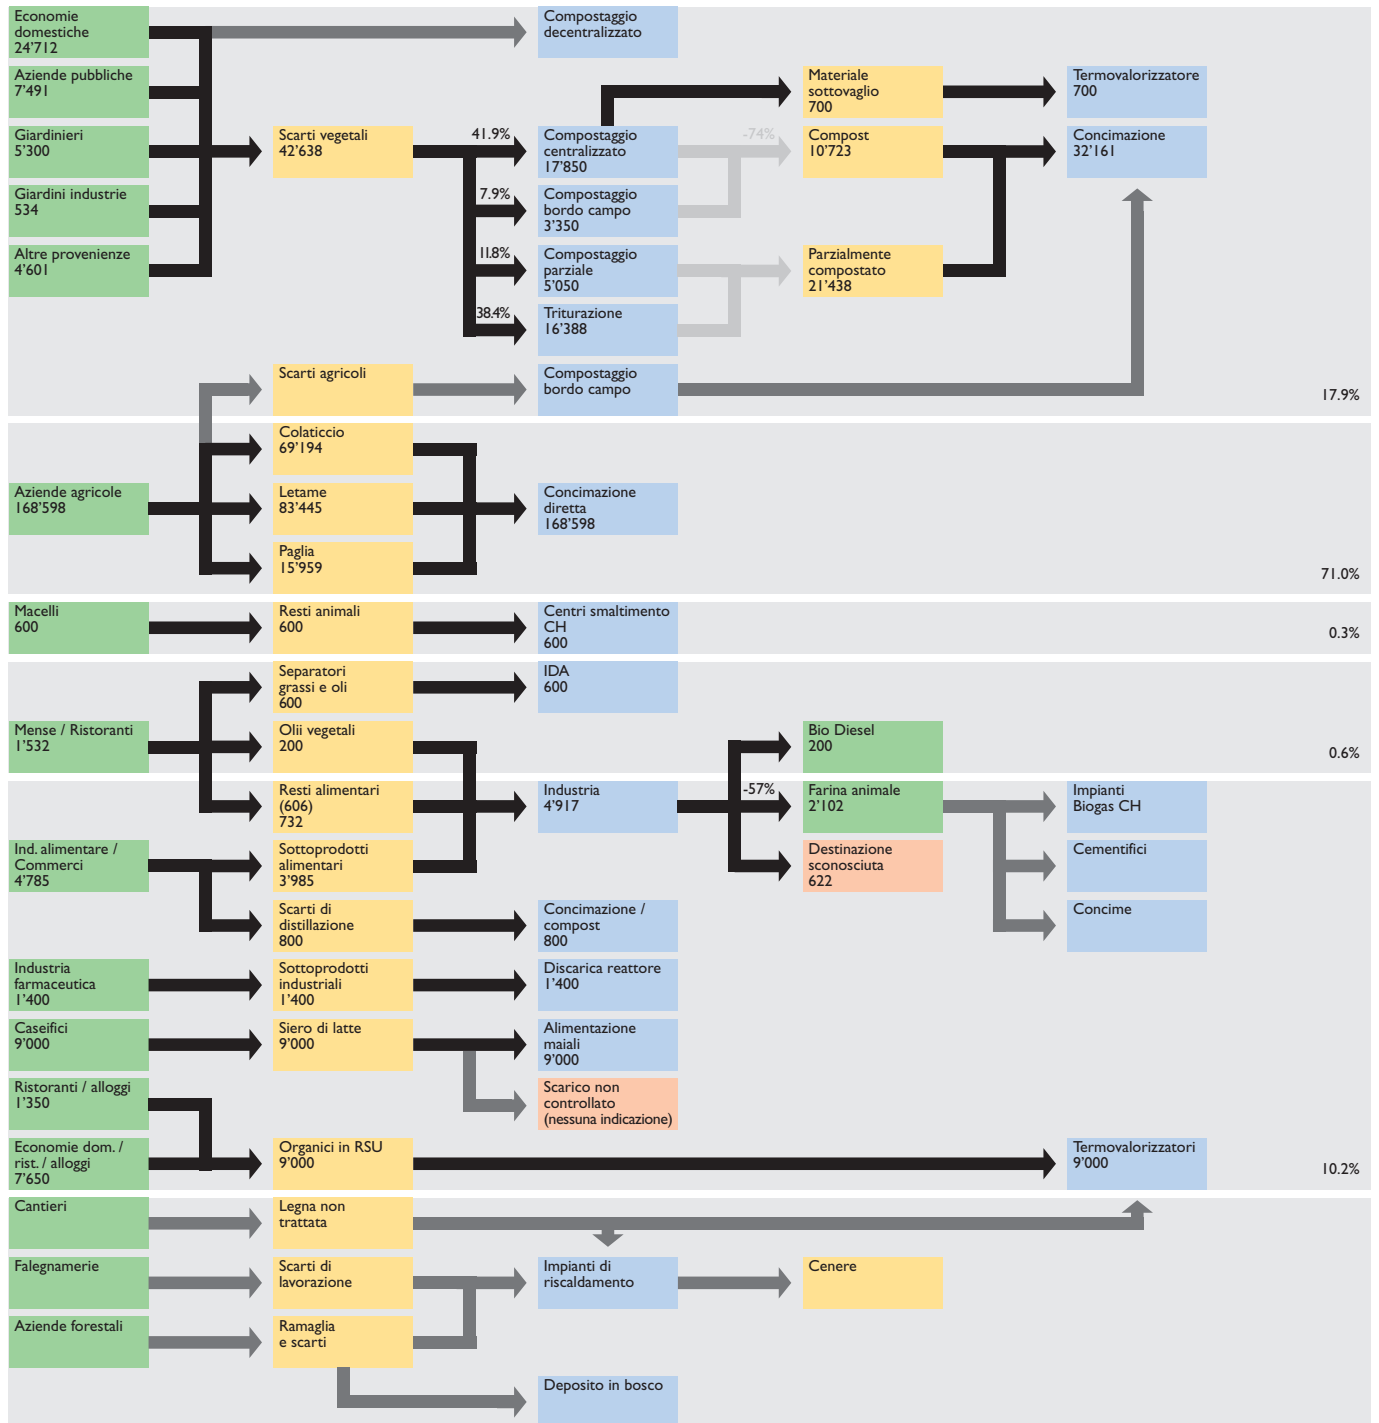 Economie
domestiche
24’712
Compostaggio
decentralizzato
Aziende pubbliche
7’491
Materiale
sottovaglio
700
Termovalorizzatore
700
Giardinieri
5’300
Scarti vegetali
42’638
41.9%
Compostaggio
centralizzato
17’850
-74%
Compost
10’723
Concimazione
32’161
Giardini industrie
534
7.9%
Compostaggio
bordo campo
3’350
Altre provenienze
4’601
11.8%
Compostaggio
parziale
5’050
Parzialmente
compostato
21’438
38.4%
Triturazione
16’388
Scarti agricoli
Compostaggio
bordo campo
17.9%
Colaticcio
69’194
Aziende agricole
168’598
Letame
83’445
Concimazione
diretta
168’598
Paglia
15’959
71.0%
Macelli
600
Resti animali
600
Centri smaltimento
CH
600
0.3%
Separatori
grassi e oli
600
IDA
600
Mense / Ristoranti
1’532
Olii vegetali
200
Bio Diesel
200
0.6%
Resti alimentari
(606)
732
Industria
4’917
-57%
Farina animale
2’102
Impianti
Biogas CH
Ind. alimentare /
Commerci
4’785
Sottoprodotti
alimentari
3’985
Destinazione
sconosciuta
622
Cementifici
Scarti di
distillazione
800
Concimazione /
compost
800
Concime
Industria
farmaceutica
1’400
Sottoprodotti
industriali
1’400
Discarica reattore
1’400
Caseifici
9’000
Siero di latte
9’000
Alimentazione
maiali
9’000
Ristoranti / alloggi
1’350
Scarico non
controllato
(nessuna indicazione)
Economie dom. /
rist. / alloggi
7’650
Organici in RSU
9’000
Termovalorizzatori
9’000
10.2%
Cantieri
Legna non
trattata
Falegnamerie
Scarti di
lavorazione
Impianti di
riscaldamento
Cenere
Aziende forestali
Ramaglia
e scarti
Deposito in bosco